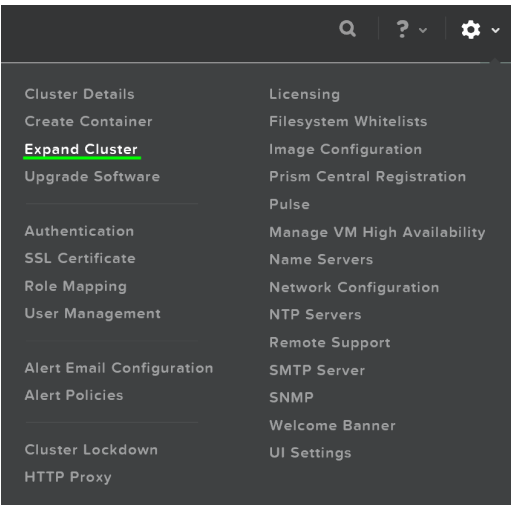 ?
Cluster Details
Create Container
Expand Cluster
Upgrade Software
Authentication
SSL Certificate
Role Mapping
User Management
Alert Email Configuration
Alert Policies
Cluster Lockdown
HTTP Proxy
Licensing
Filesystem Whitelists
Image Configuration
Prism Central Registration
Pulse
Manage VM High Availability
Name Servers
Network Configuration
NTP Servers
Remote Support
SMTP Server
SNMP
Welcome Banner
UI Settings